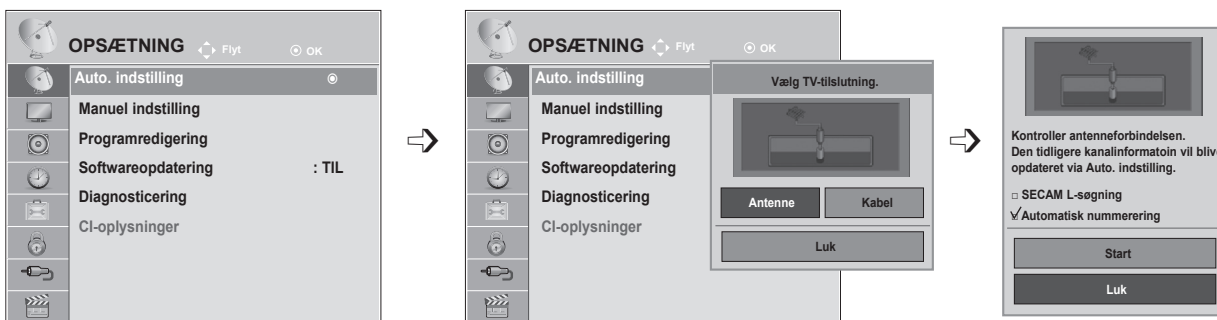 OPSÆTNING Flyt OK
Auto. indstilling
Manuel indstilling
Programredigering
Softwareopdatering : TIL
Diagnosticering
CI-oplysninger
OPSÆTNING Flyt OK
Auto. indstilling
Manuel indstilling
Programredigering
Softwareopdatering
Diagnosticering
CI-oplysninger
Vælg TV-tilslutning.
Antenne Kabel
Luk
Kontroller antenneforbindelsen.
Den tidligere kanalinformatoin vil blive
opdateret via Auto. indstilling.
SECAM L-søgning
Automatisk nummerering
Start
Luk